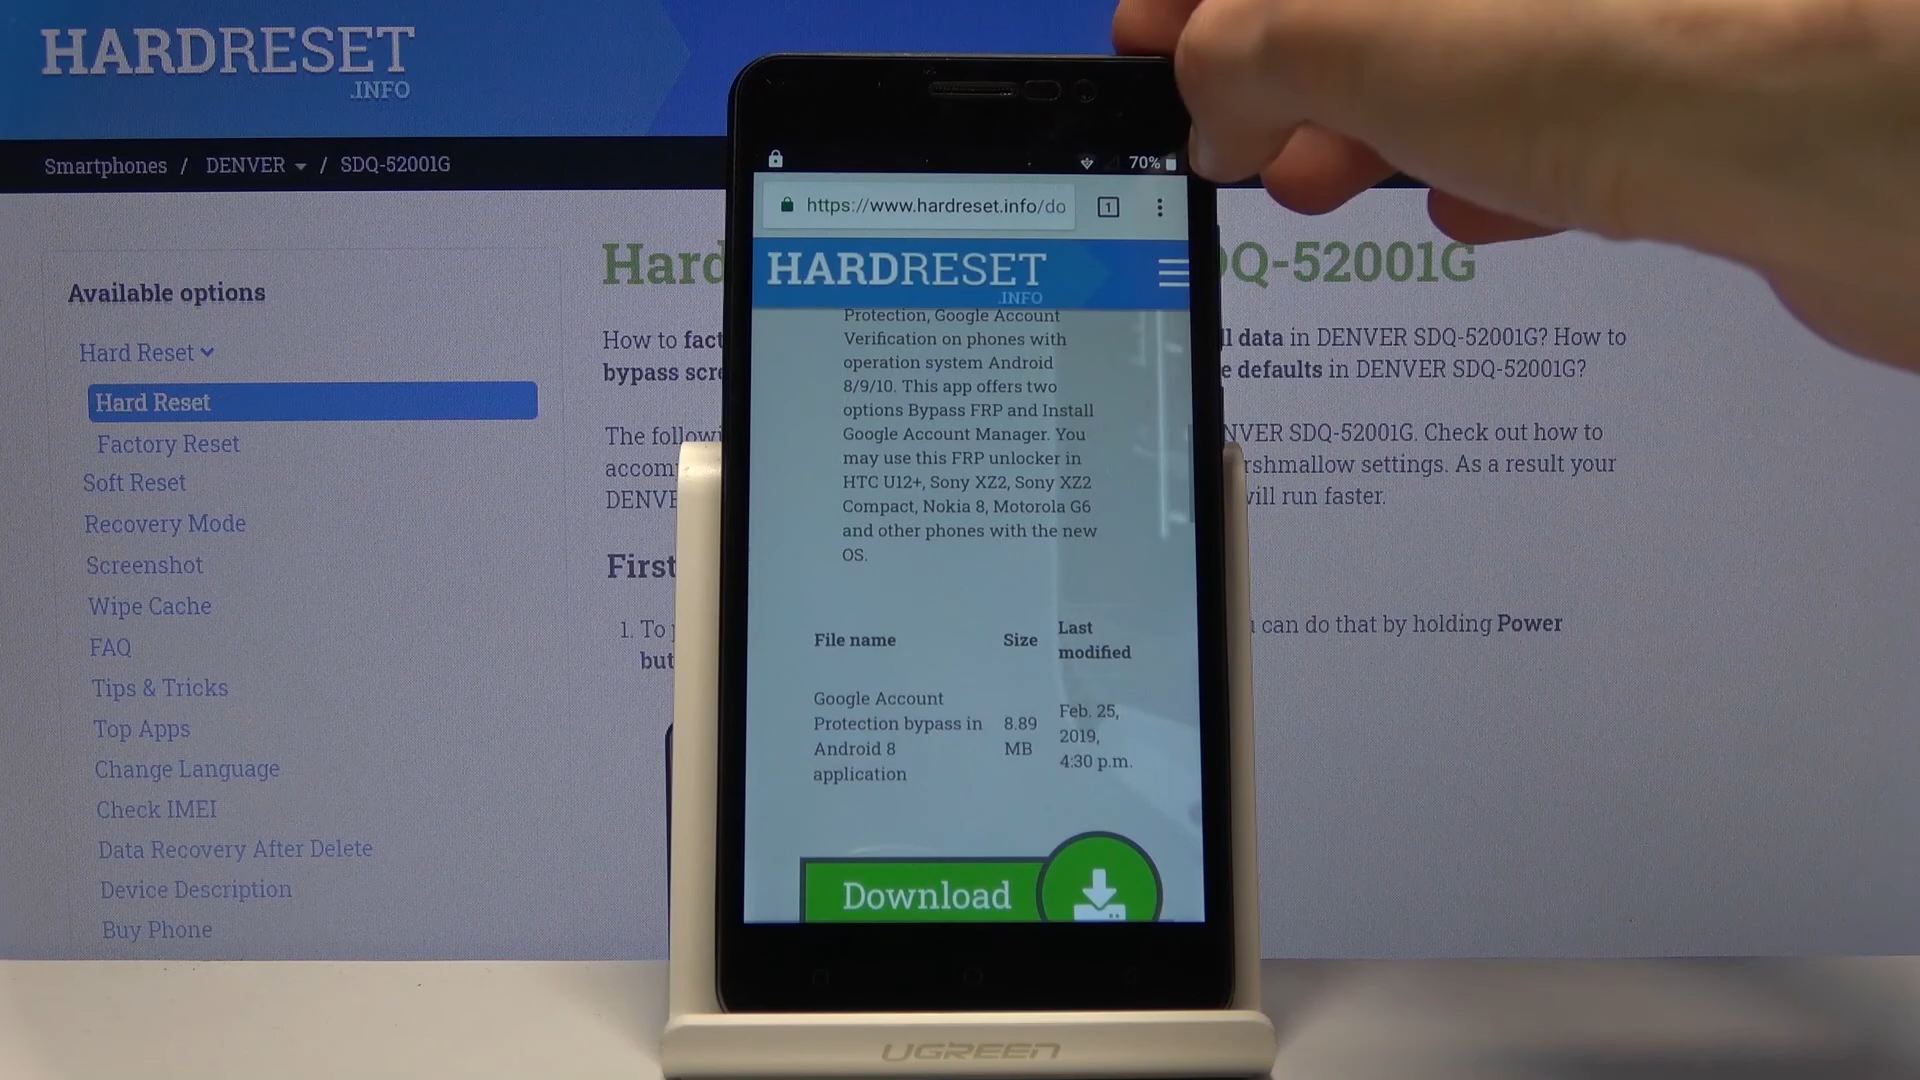 HARDRESET
.INFO
Smartphones / DENVER / SDQ-52001G
Available options
Hard Reset
Hard Reset
Factory Reset
Soft Reset
Recovery Mode
Screenshot
Wipe Cache
FAQ
Tips & Tricks
Top Apps
Change Language
Check IMEI
Data Recovery After Delete
Device Description
Buy Phone
Hard DQ-52001G
How to fact ll data in DENVER SDQ-52001G? How to
bypass scre e defaults in DENVER SDQ-52001G?
The followi NVER SDQ-52001G. Check out how to
accom rshmallow settings. As a result your
DENVE will run faster.
First
1. To can do that by holding Power
but
70%
https://www.hardreset.info/do
1
HARDRESET
.INFO
Protection, Google Account
Verification on phones with
operation system Android
8/9/10. This app offers two
options Bypass FRP and Install
Google Account Manager. You
may use this FRP unlocker in
HTC U12+, Sony XZ2, Sony XZ2
Compact, Nokia 8, Motorola G6
and other phones with the new
OS.
File name Size Last modified
Google Account
Protection bypass in
Android 8
application
8.89
MB
Feb. 25,
2019,
4:30 p.m.
Download
UGREEN